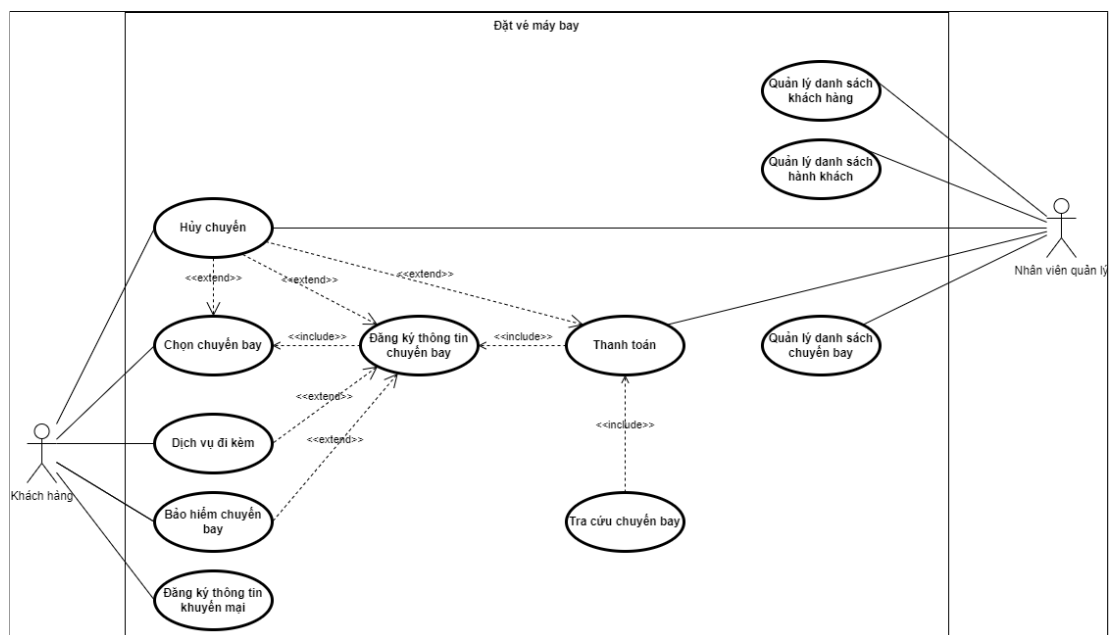 Đặt vé máy bay
Quản lý danh sách
khách hàng
Quản lý danh sách
hành khách
Hủy chuyến
Nhân viên quản lý
<<extend>>
<<extend>>
<<extend>>
Chọn chuyến bay
<<include>>
Đăng ký thông tin
chuyến bay
<<include>>
Thanh toán
Quản lý danh sách
chuyến bay
<<extend>>
<<include>>
Dịch vụ đi kèm
<<extend>>
Khách hàng
Bảo hiểm chuyến
bay
Tra cứu chuyến bay
Đăng ký thông tin
khuyến mại